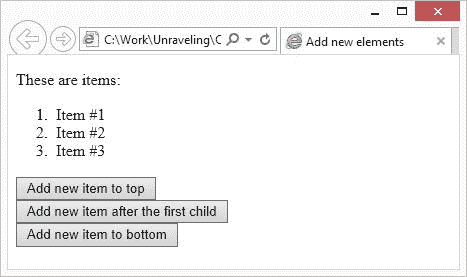 C:\Work\Unraveling\C
Add new elements
These are items:
1. Item #1
2. Item #2
3. Item #3
Add new item to top
Add new item after the first child
Add new item to bottom